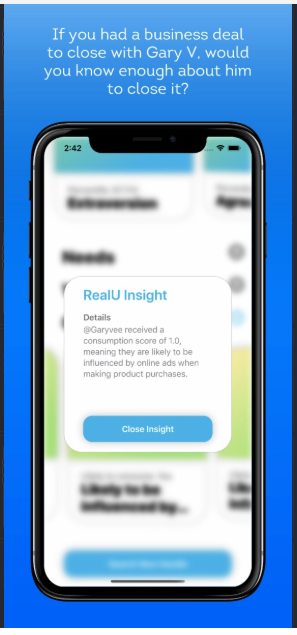 If you had a business deal
to close with Gary V, would
you know enough about him
to close it?
2:42
Extraversion
Needs
RealU Insight
Details
@Garyvee received a
consumption score of 1.0,
meaning they are likely to be
influenced by online ads when
making product purchases.
Close Insight
Likely to be
influenced by...